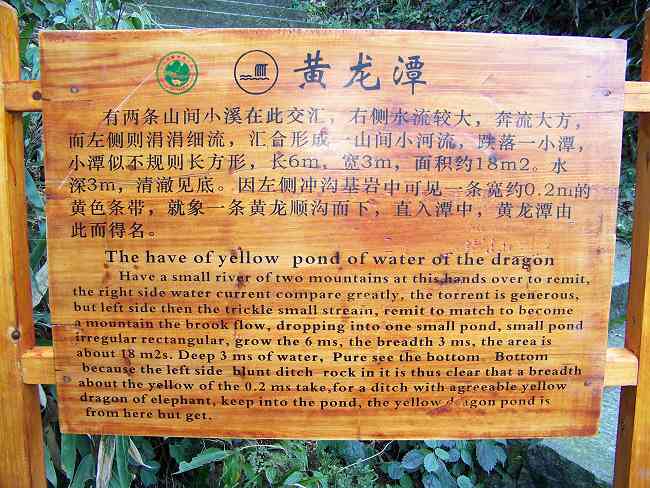 黄龙潭
有两条山间小溪在此交汇，右侧水流较大，奔流大方，
而左侧则涓涓细流，汇合形成一山间小河流，跌落一小潭，
小潭似不规则长方形，长6m，宽3m，面积约18m2。水
深3m，清澈见底。因左侧冲沟基岩中可见一条宽约0.2m的
黄色条带，就象一条黄龙顺沟而下，直入潭中，黄龙潭由
此而得名。
The have of yellow pond of water of the dragon
Have a small river of two mountains at this hands over to remit,
the right side water current compare greatly, the torrent is generous,
but left side then the trickle small stream, remit to match to become
a mountain the brook flow, dropping into one small pond, small pond
irregular rectangular, grow the 6 ms, the breadth 3 ms, the area is
about 18 m2s. Deep 3 ms of water, Pure see the bottom. Bottom
because the left side blunt ditch rock in it is thus clear that a breadth
about the yellow of the 0.2 ms take,for a ditch with agreeable yellow
dragon of elephant, keep into the pond, the yellow dragon pond is
from here but get.